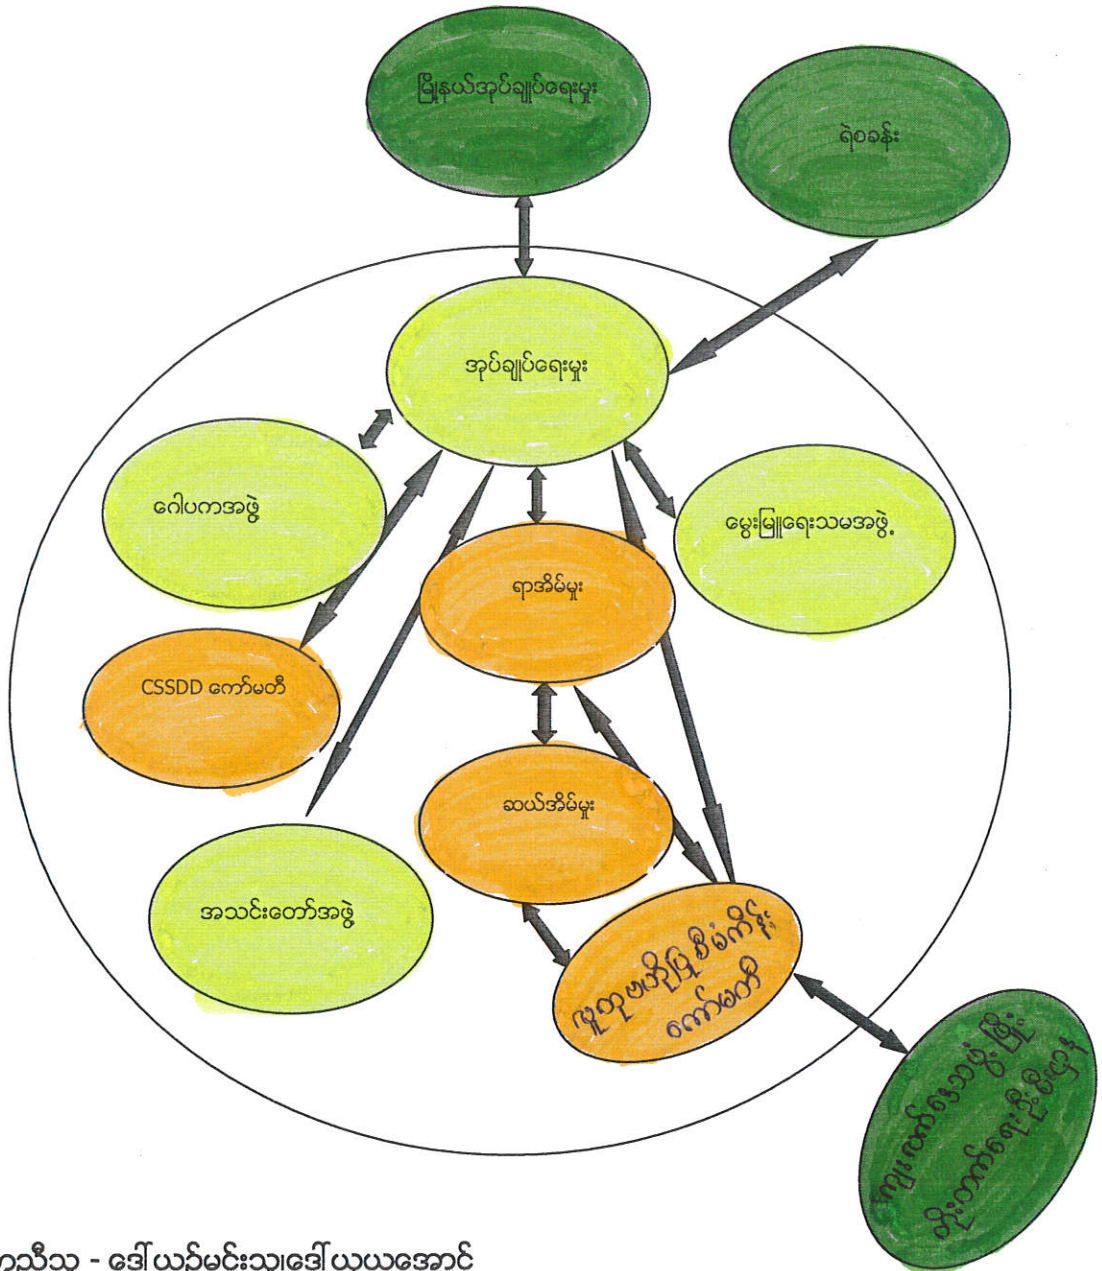 မြို့နယ်အုပ်ချုပ်ရေးမှုး
ရဲစခန်း
အုပ်ချုပ်ရေးမှုး
ဂေါပကအဖွဲ့
မွေးမြူရေးသမအဖွဲ့
ရာအိမ်မှုး
CSSDD ကော်မတီ
ဆယ်အိမ်မှုး
အသင်းတော်အဖွဲ့
လူထုဗဟိုပြုစီမံကိန်း
ကော်မတီ
ကျေးလက်ဒေသဖွံ့ဖြိုး
တိုးတက်ရေးဦးစီးဌာန
- ဒေါ်ယဉ်မင်းသူ၊ဒေါ်ယုယုအောင်